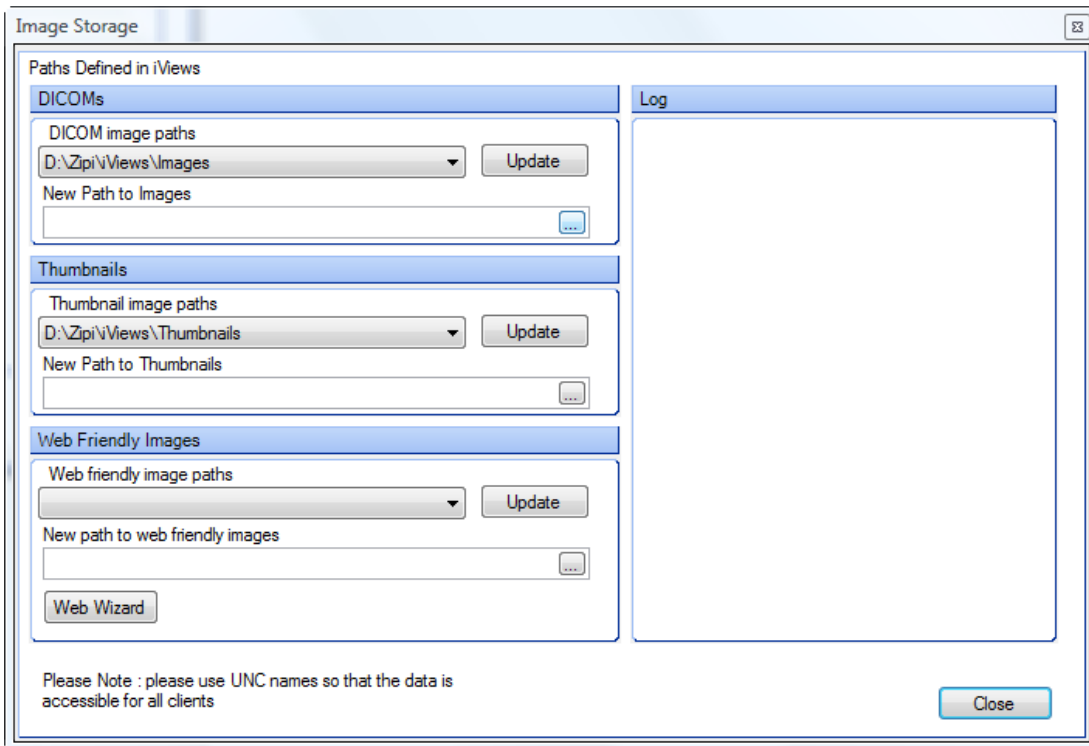 Image Storage
Paths Defined in iViews
DICOMs
DICOM image paths
D:\Zipi\iViews\Images
Update
New Path to Images
...
Thumbnails
Thumbnail image paths
D:\Zipi\iViews\Thumbnails
Update
New Path to Thumbnails
...
Web Friendly Images
Web friendly image paths
Update
New path to web friendly images
...
Web Wizard
Log
Please Note : please use UNC names so that the data is
accessible for all clients
Close